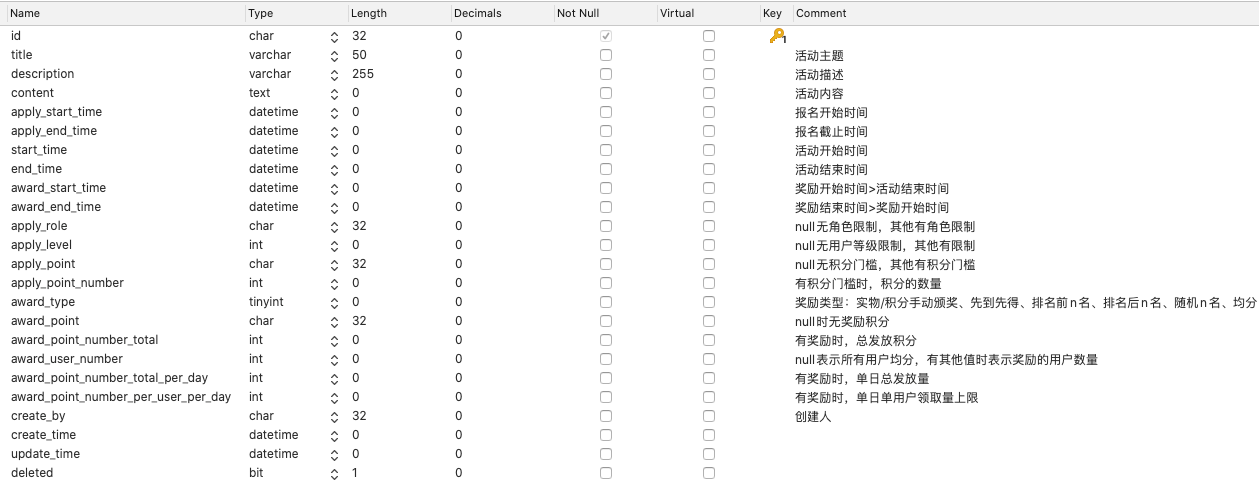 Name Type Length Decimals Not Null Virtual Key Comment
id char 32 0 1
title varchar 50 0 活动主题
description varchar 255 0 活动描述
content text 0 0 活动内容
apply_start_time datetime 0 0 报名开始时间
apply_end_time datetime 0 0 报名截止时间
start_time datetime 0 0 活动开始时间
end_time datetime 0 0 活动结束时间
award_start_time datetime 0 0 奖励开始时间>活动结束时间
award_end_time datetime 0 0 奖励结束时间>奖励开始时间
apply_role char 32 0 null无角色限制，其他有角色限制
apply_level int 0 0 null无用户等级限制，其他有限制
apply_point char 32 0 null无积分门槛，其他有积分门槛
apply_point_number int 0 0 有积分门槛时，积分的数量
award_type tinyint 0 0 奖励类型：实物/积分手动颁奖、先到先得、排名前n名、排名后n名、随机n名、均分
award_point char 32 0 null时无奖励积分
award_point_number_total int 0 0 有奖励时，总发放积分
award_user_number int 0 0 null表示所有用户均分，有其他值时表示奖励的用户数量
award_point_number_total_per_day int 0 0 有奖励时，单日总发放量
award_point_number_per_user_per_day int 0 0 有奖励时，单日单用户领取量上限
create_by char 32 0 创建人
create_time datetime 0 0
update_time datetime 0 0
deleted bit 1 0